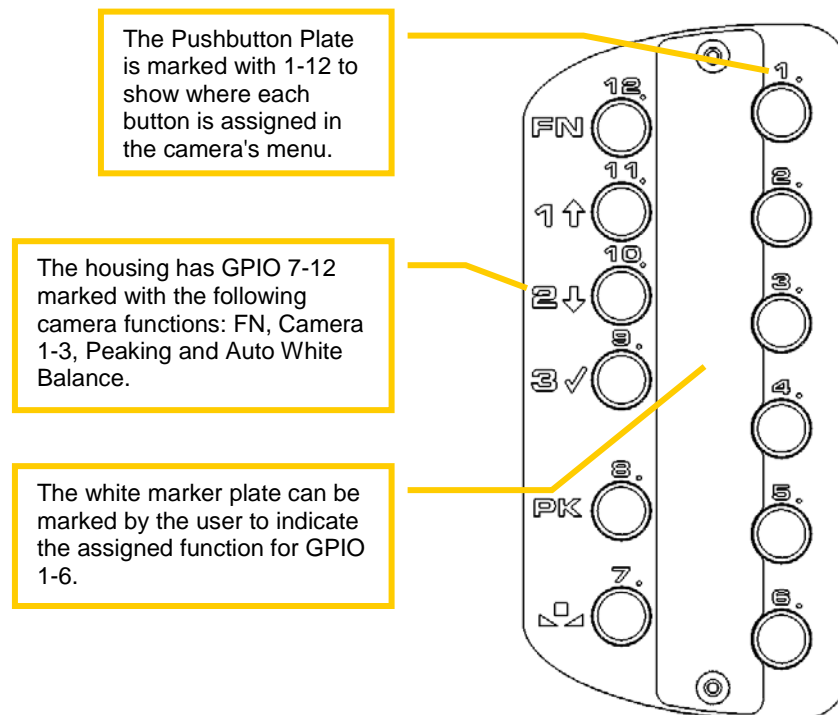 The Pushbutton Plate
is marked with 1-12 to
show where each
button is assigned in
the camera's menu.
The housing has GPIO 7-12
marked with the following
camera functions: FN, Camera
1-3, Peaking and Auto White
Balance.
The white marker plate can be
marked by the user to indicate
the assigned function for GPIO
1-6.
12.
FN
11.
1 ↑
10.
2 ↓
9.
3 ✓
8.
PK
7.
1.
2.
3.
4.
5.
6.